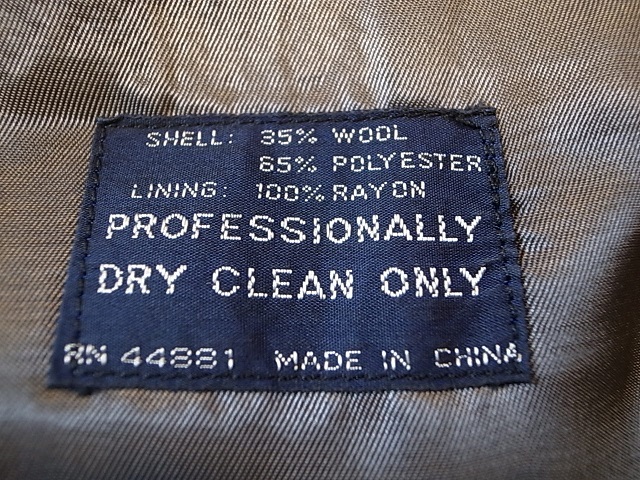 SHELL: 35% WOOL
65% POLYESTER
LINING: 100% RAYON
PROFESSIONALLY
DRY CLEAN ONLY
RN 44881 MADE IN CHINA